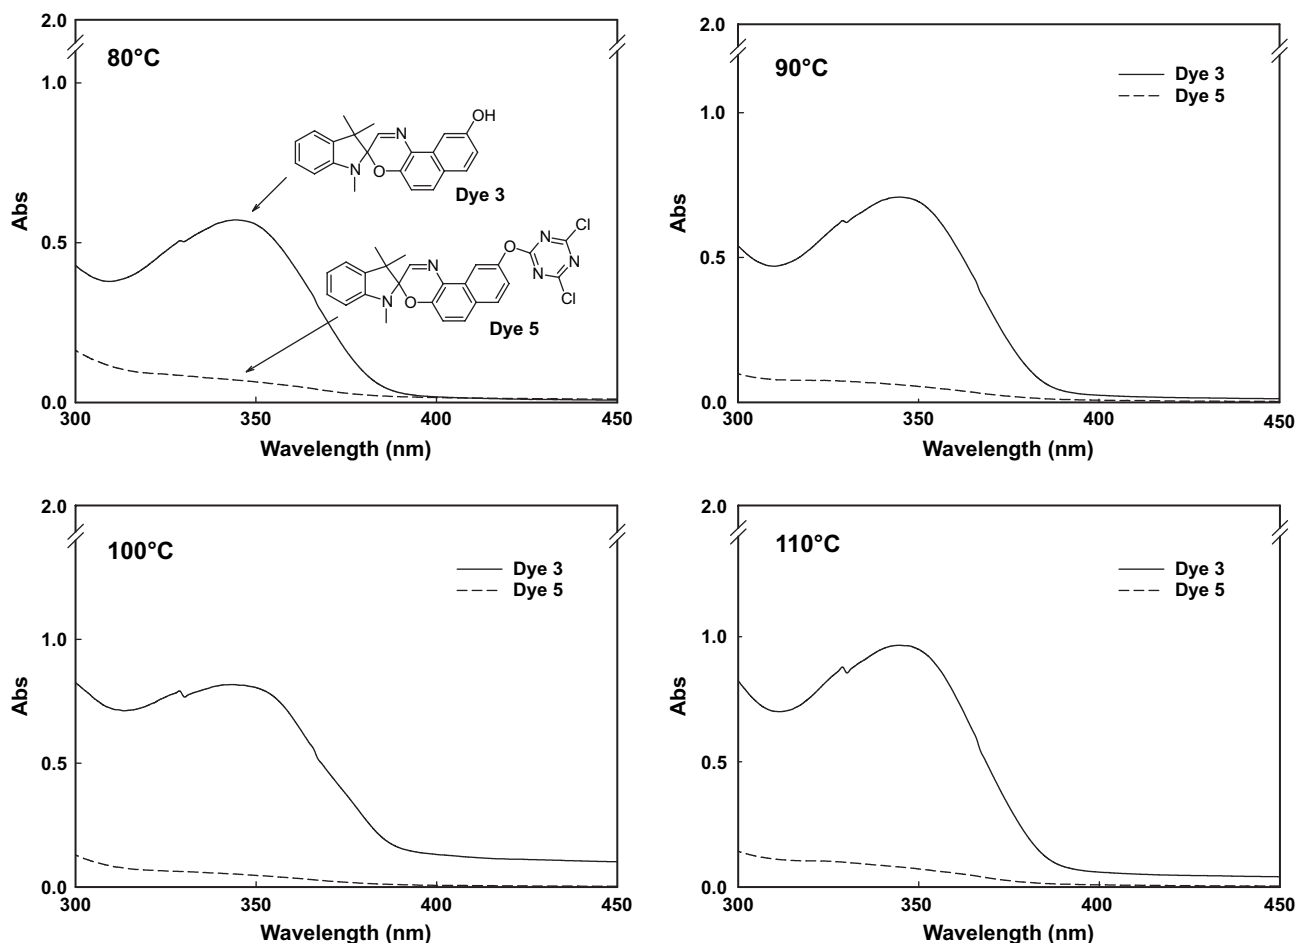 2.0
80°C
1.0
OH
N
N
O
Dye 3
Abs
0.5
Cl
O
N
N
N
N
Cl
N
O
Dye 5
0.0
300
350
400
450
Wavelength (nm)
2.0
90°C
Dye 3
Dye 5
1.0
Abs
0.5
0.0
300
350
400
450
Wavelength (nm)
2.0
100°C
Dye 3
Dye 5
1.0
Abs
0.5
0.0
300
350
400
450
Wavelength (nm)
2.0
110°C
Dye 3
Dye 5
1.0
Abs
0.5
0.0
300
350
400
450
Wavelength (nm)